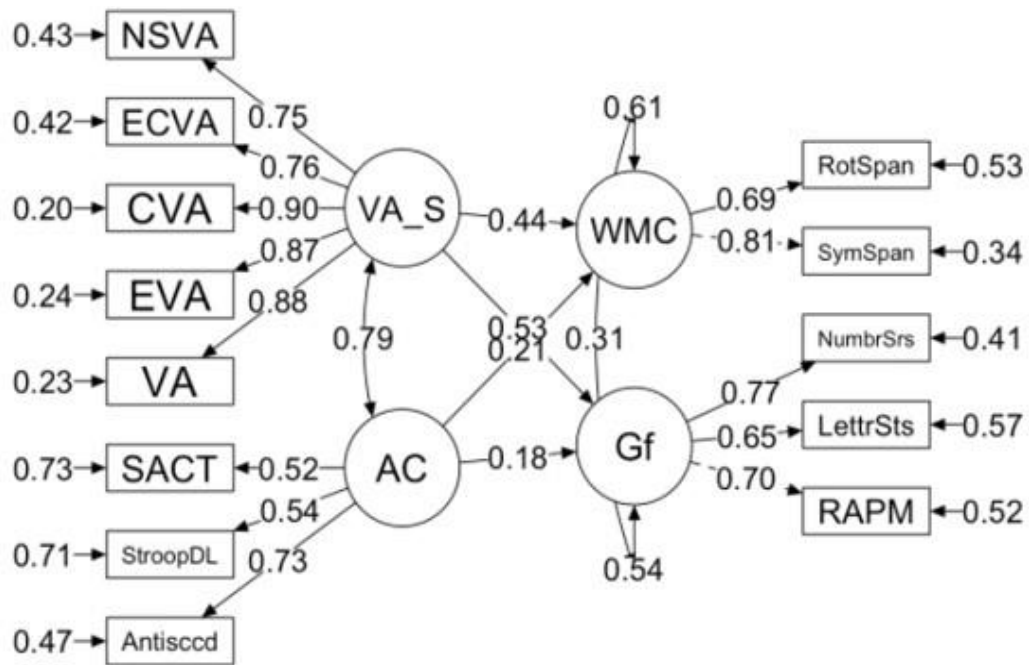 0.43 NSVA
0.75
0.42 ECVA
0.76
0.20 CVA 0.90 VA_S
0.24 EVA
0.87
0.23 VA
0.88
0.79
0.73 SACT 0.52 AC
0.71 StroopDL
0.54
0.47 Antisccd
0.73
0.44
0.53
0.21
0.18
0.61
WMC
0.31
Gf
0.54
0.69 RotSpan 0.53
0.81 SymSpan 0.34
0.77 NumbrSrs 0.41
0.65 LettrSts 0.57
0.70 RAPM 0.52